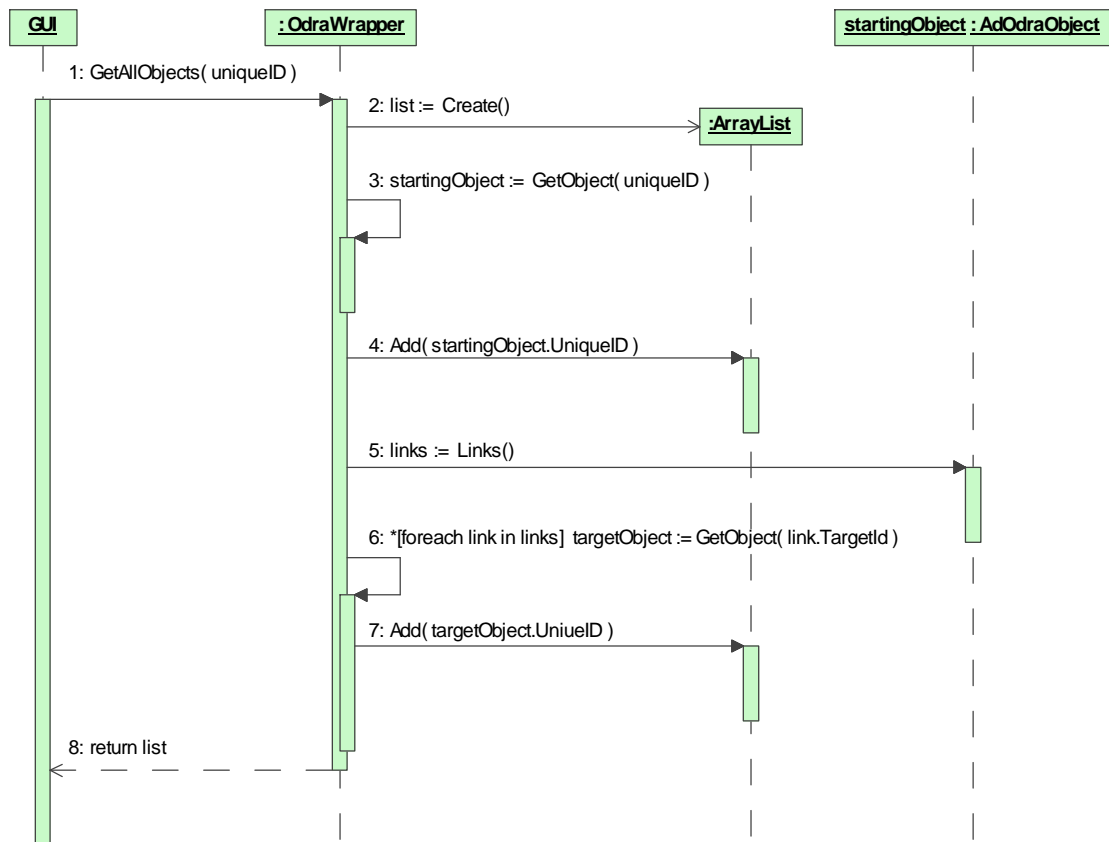 GUI
: OdraWrapper
startingObject : AdOdraObject
1: GetAllObjects( uniqueID )
2: list := Create()
:ArrayList
3: startingObject := GetObject( uniqueID )
4: Add( startingObject.UniqueID )
5: links := Links()
6: *[foreach link in links] targetObject := GetObject( link.TargetId )
7: Add( targetObject.UniueID )
8: return list